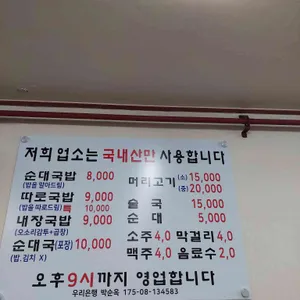 저희 업소는 국내산만 사용합니다
순대국밥 8,000
(밥을 말아드림)
따로국밥 9,000
(밥을 따로드림) 특 10,000
내장국밥 9,000
(오소리감투+곱창)
순대국(포장) 10,000
(밥,김치 X)
머리고기 (소) 15,000
(중) 20,000
술국 15,000
순대 5,000
소주 4,0 막걸리 4,0
맥주 4,0 음료수 2,0
오후 9시까지 영업합니다
우리은행 박순옥 175-08-134583